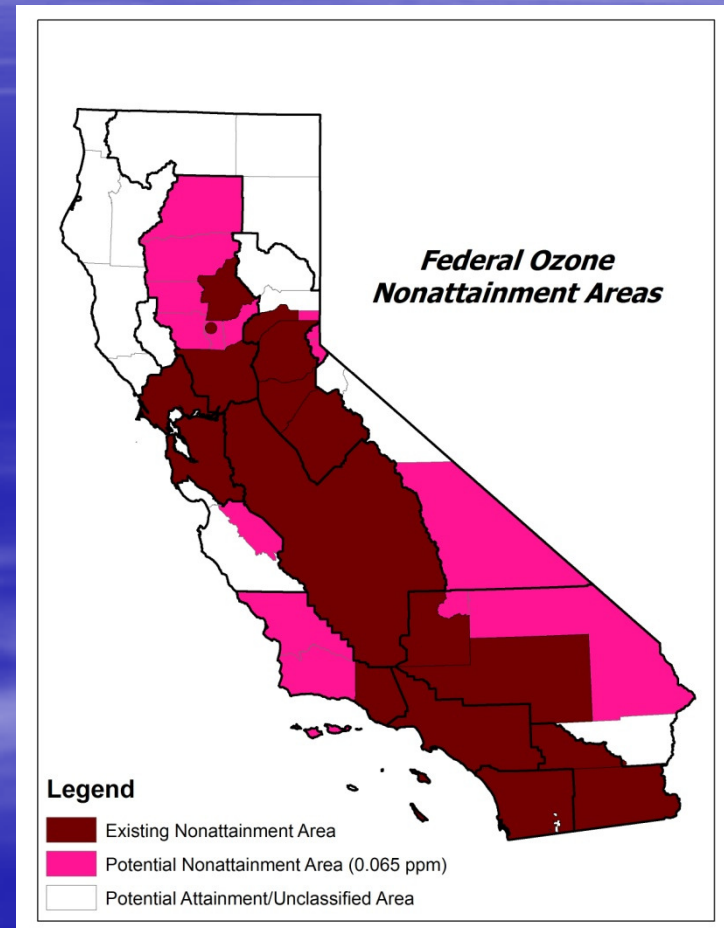 Federal Ozone
Nonattainment Areas
Legend
Existing Nonattainment Area
Potential Nonattainment Area (0.065 ppm)
Potential Attainment/Unclassified Area